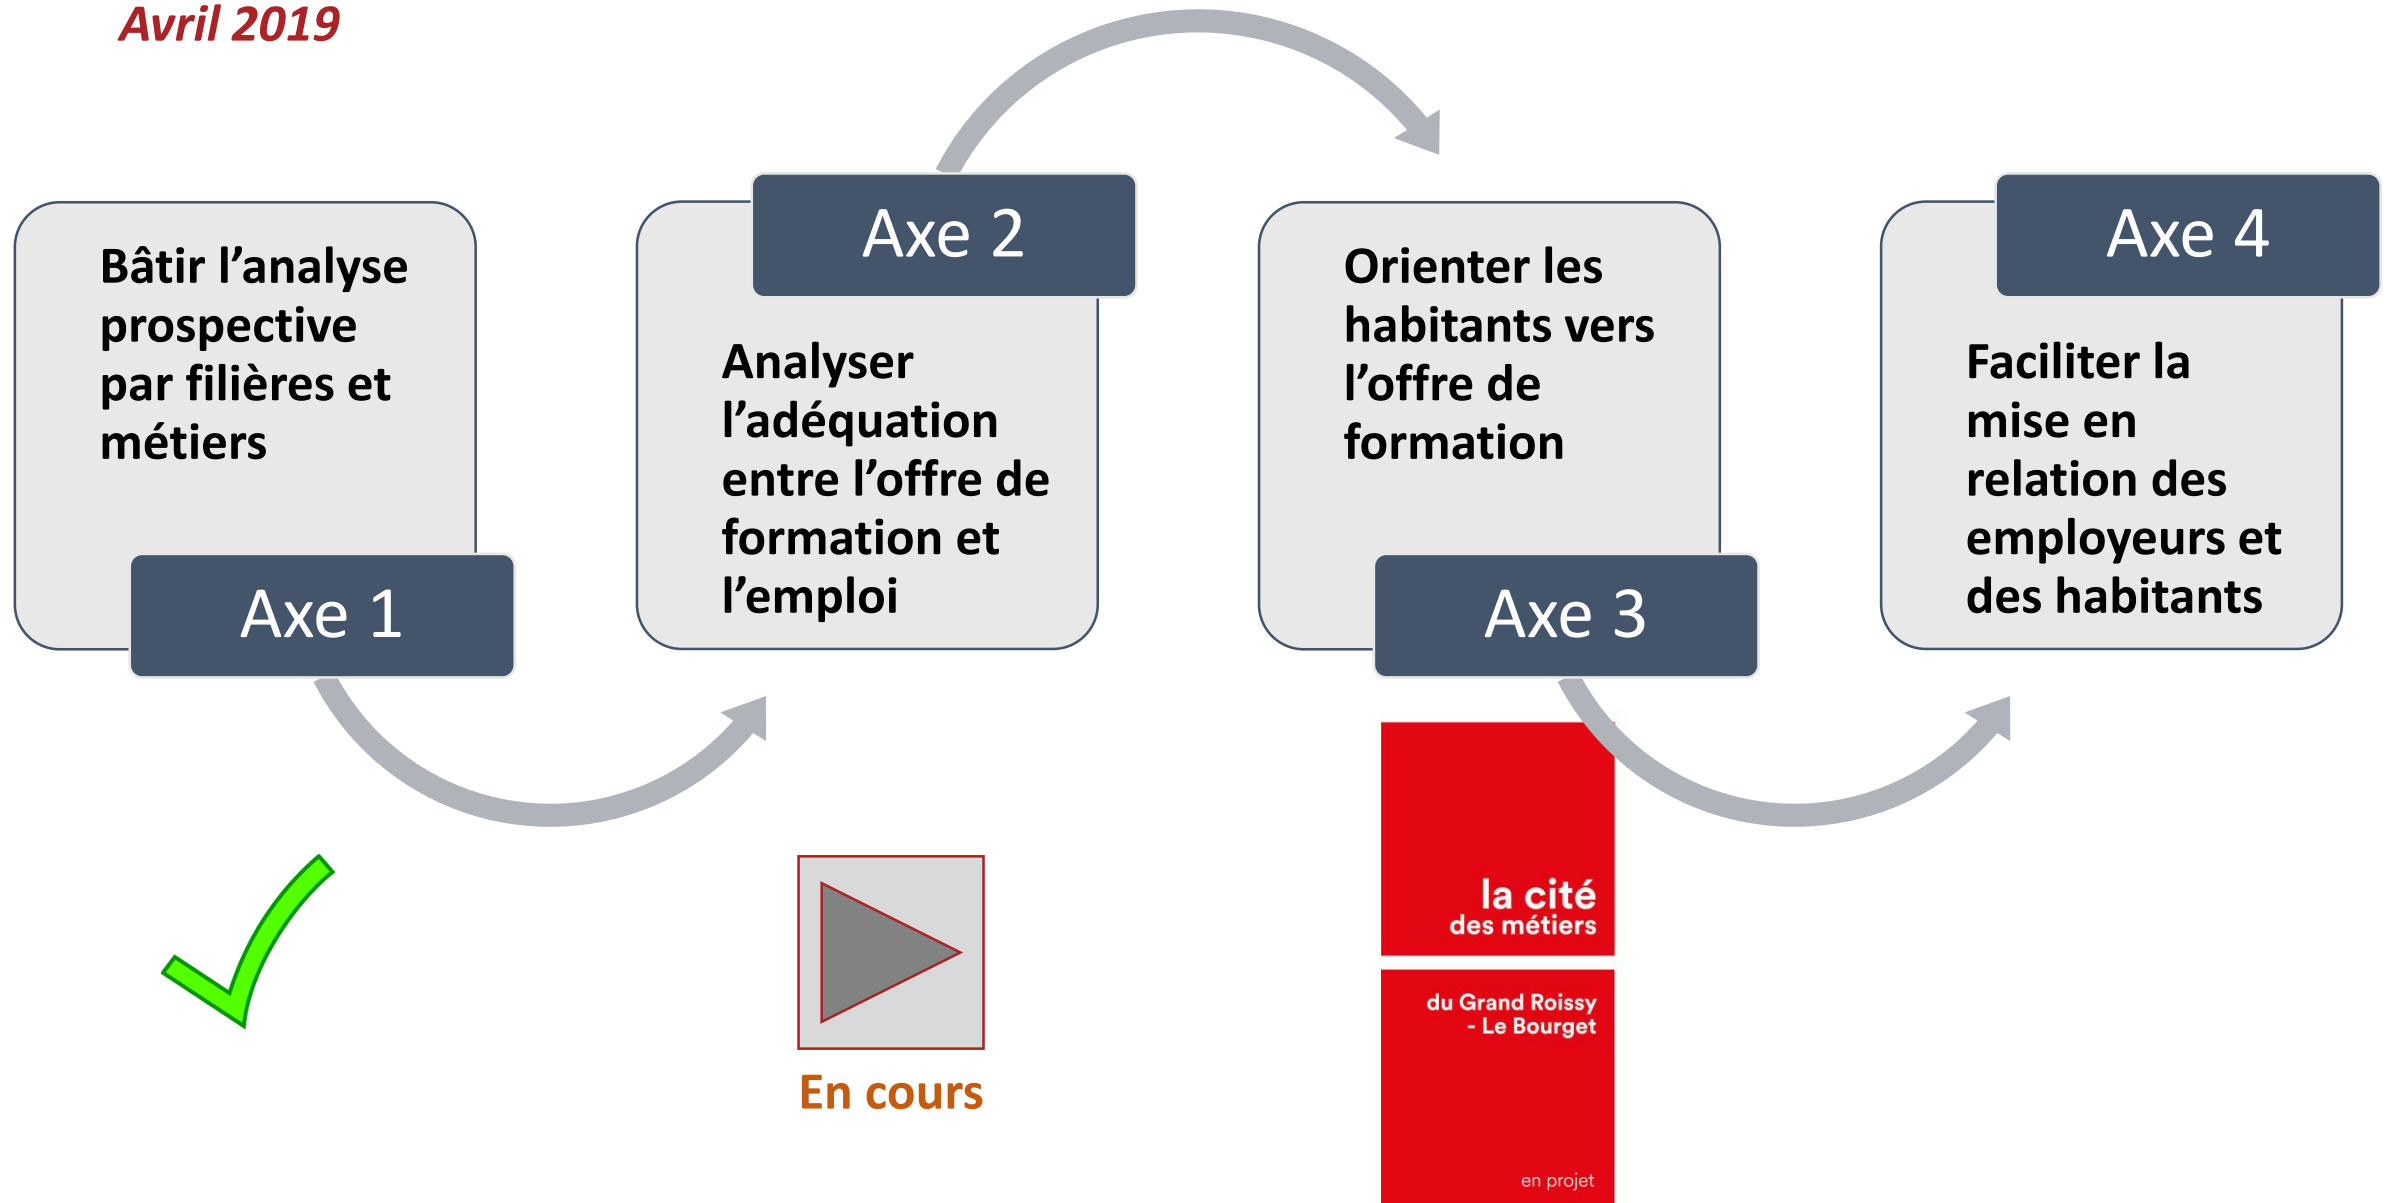 Avril 2019
Bâtir l’analyse
prospective
par filières et
métiers
Axe 1
Axe 2
Analyser
l’adéquation
entre l’offre de
formation et
l’emploi
Orienter les
habitants vers
l’offre de
formation
Axe 3
Axe 4
Faciliter la
mise en
relation des
employeurs et
des habitants
En cours
la cité
des métiers
du Grand Roissy
- Le Bourget
en projet